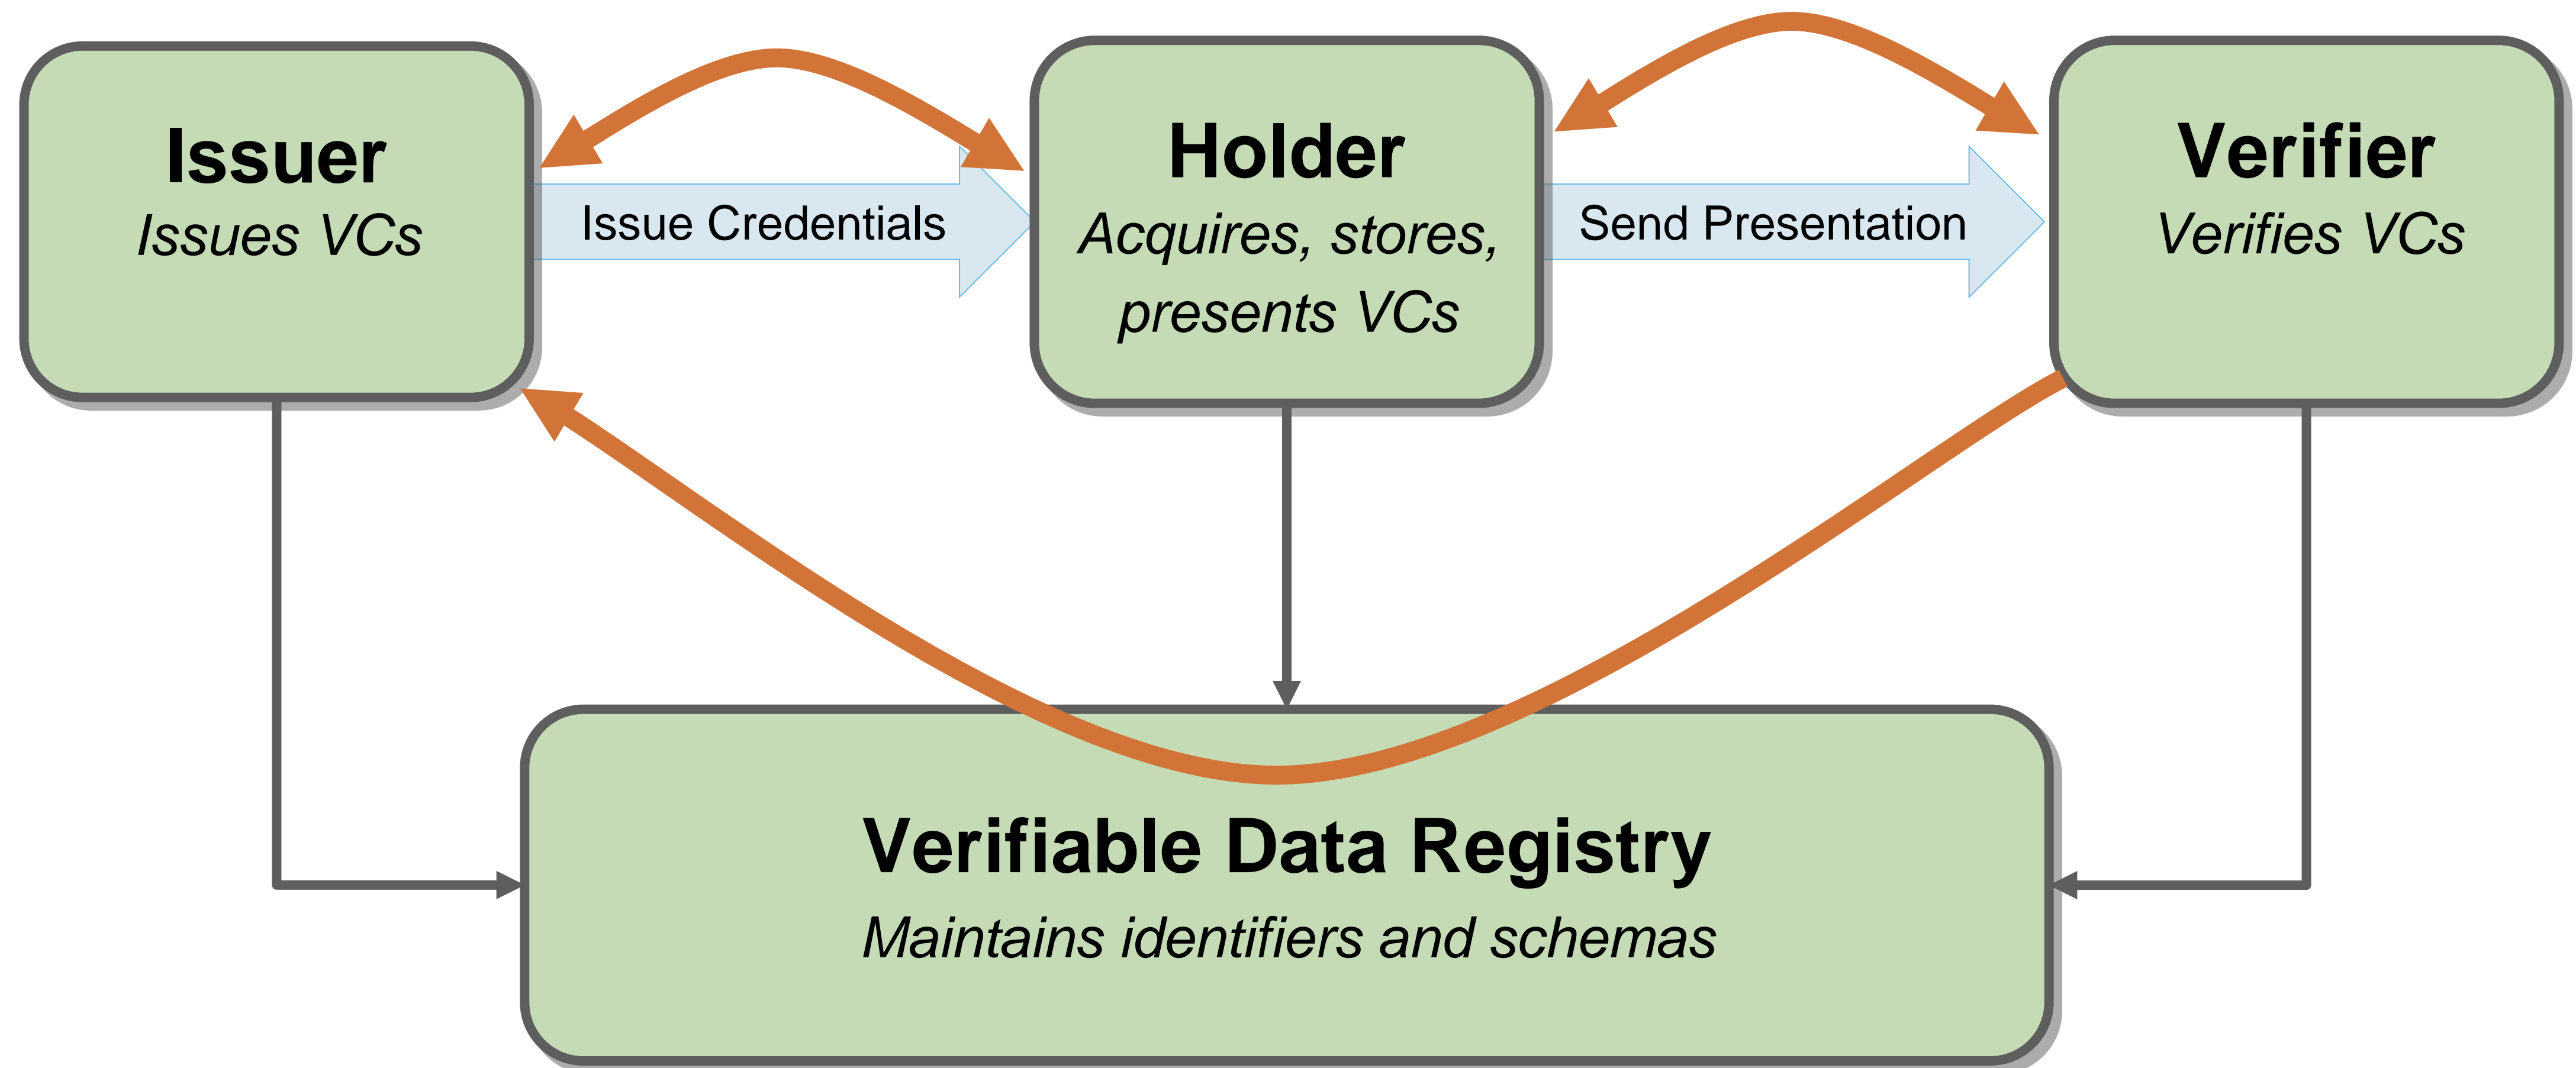 Issuer
Issues VCs
Issue Credentials
Holder
Acquires, stores,
presents VCs
Send Presentation
Verifier
Verifies VCs
Verifiable Data Registry
Maintains identifiers and schemas